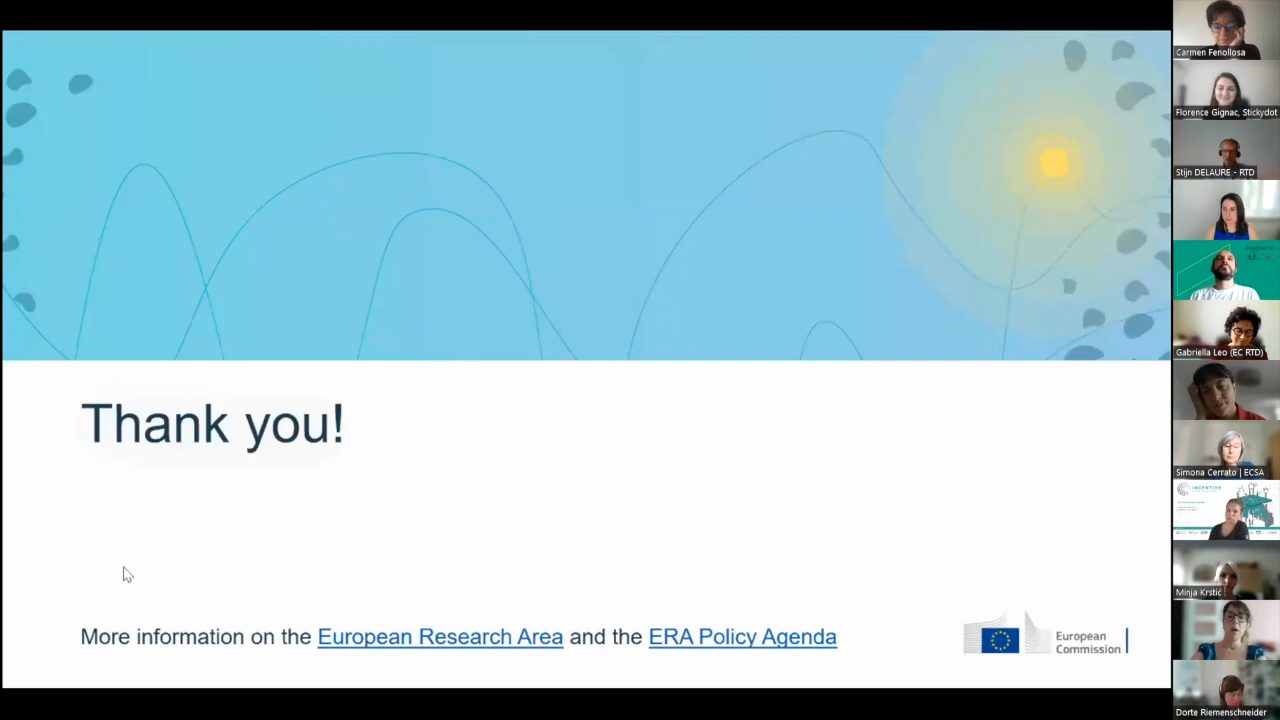 Thank you!
More information on the European Research Area and the ERA Policy Agenda
European
Commission
Carmen Fenollosa
Florence Gignac, Stickydot
Stijn DELAURE - RTD
Gabriella Leo (EC RTD)
Simona Cerrato | ECSA
INCENTIVE
Minja Krstić
Dorte Riemenschneider